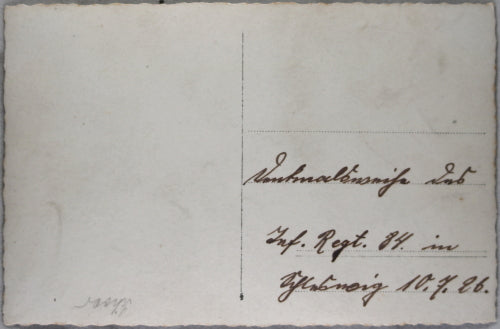 Denkmalsweihe des
Inf. Regt. 84. in
Schleswig 10.7.26.